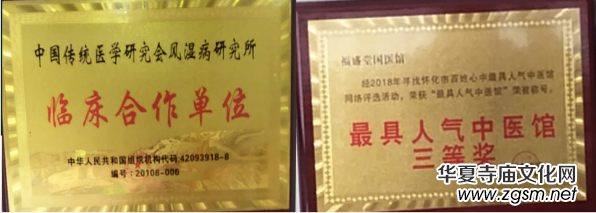 中国传统医学研究会风湿病研究所
临床合作单位
中华人民共和国组织机构代码:42093918-8
编号:20108-006
福盛堂国医馆
经2018年寻找怀化市百姓心中最具人气中医馆
网络评选活动,荣获“最具人气中医馆”荣誉称号。
最具人气中医馆
三等奖
华夏寺庙文化网
www.zgsm.net